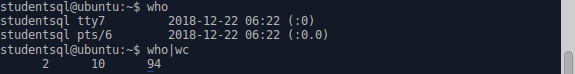 studentsql@ubuntu:~$ who
studentsql tty7         2018-12-22 06:22 (:0)
studentsql pts/6        2018-12-22 06:22 (:0.0)
studentsql@ubuntu:~$ who|wc
      2      10      94